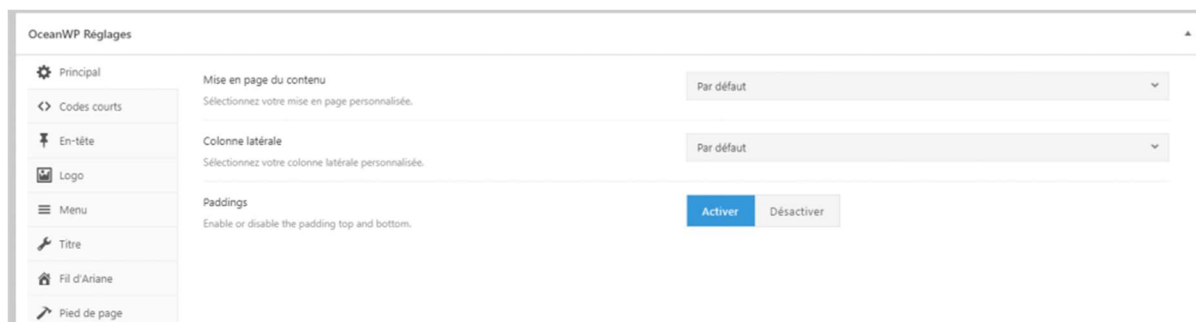 OceanWP Réglages
Principal
Codes courts
En-tête
Logo
Menu
Titre
Fil d'Ariane
Pied de page
Mise en page du contenu
Sélectionnez votre mise en page personnalisée.
Par défaut
Colonne latérale
Sélectionnez votre colonne latérale personnalisée.
Par défaut
Paddings
Enable or disable the padding top and bottom.
Activer Désactiver